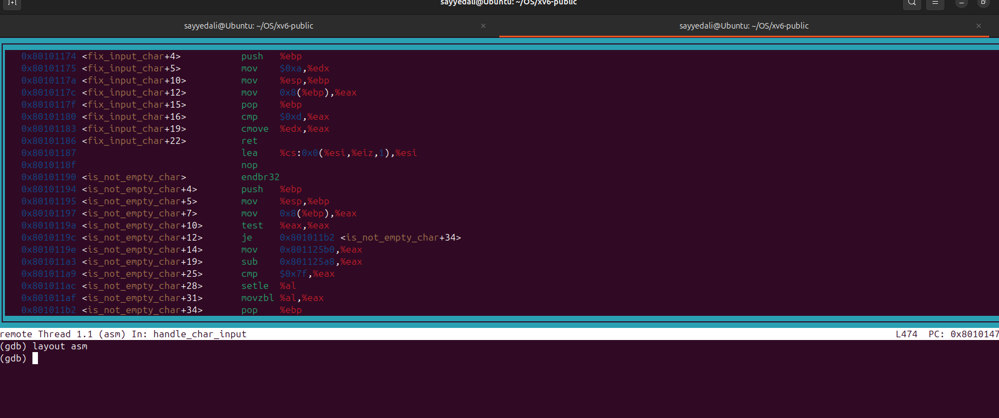 sayyedali@Ubuntu: ~/OS/xv6-public
sayyedali@Ubuntu: ~/OS/xv6-public × sayyedali@Ubuntu: ~/OS/xv6-public ×
0x80101174 <fix_input_char+4> push %ebp
0x80101175 <fix_input_char+5> mov $0xa,%edx
0x8010117a <fix_input_char+10> mov %esp,%ebp
0x8010117c <fix_input_char+12> mov 0x8(%ebp),%eax
0x8010117f <fix_input_char+15> pop %ebp
0x80101180 <fix_input_char+16> cmp $0xd,%eax
0x80101183 <fix_input_char+19> cmove %edx,%eax
0x80101186 <fix_input_char+22> ret
0x80101187 lea %cs:0x0(%esi,%eiz,1),%esi
0x8010118f nop
0x80101190 <is_not_empty_char> endbr32
0x80101194 <is_not_empty_char+4> push %ebp
0x80101195 <is_not_empty_char+5> mov %esp,%ebp
0x80101197 <is_not_empty_char+7> mov 0x8(%ebp),%eax
0x8010119a <is_not_empty_char+10> test %eax,%eax
0x8010119c <is_not_empty_char+12> je 0x801011b2 <is_not_empty_char+34>
0x8010119e <is_not_empty_char+14> mov 0x801125b0,%eax
0x801011a3 <is_not_empty_char+19> sub 0x801125a8,%eax
0x801011a9 <is_not_empty_char+25> cmp $0x7f,%eax
0x801011ac <is_not_empty_char+28> setle %al
0x801011af <is_not_empty_char+31> movzbl %al,%eax
0x801011b2 <is_not_empty_char+34> pop %ebp
remote Thread 1.1 (asm) In: handle_char_input L474 PC: 0x8010147
(gdb) layout asm
(gdb)